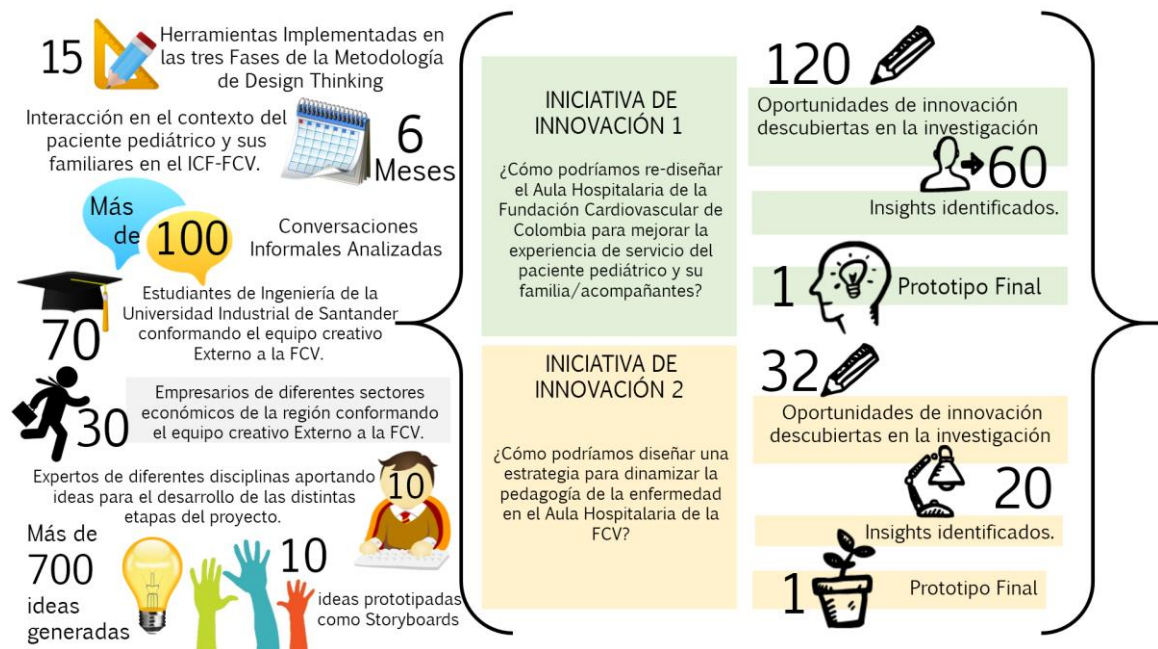 15
Herramientas Implementadas en
las tres Fases de la Metodología
de Design Thinking
Interacción en el contexto del
paciente pediátrico y sus
familiares en el ICF-FCV.
6
Meses
Más
de
100
Conversaciones
Informales Analizadas
70
Estudiantes de Ingeniería de la
Universidad Industrial de Santander
conformando el equipo creativo
Externo a la FCV.
30
Empresarios de diferentes sectores
económicos de la región conformando
el equipo creativo Externo a la FCV.
Expertos de diferentes disciplinas aportando
ideas para el desarrollo de las distintas
etapas del proyecto.
10
Más de
700
ideas
generadas
10
ideas prototipadas
como Storyboards
INICIATIVA DE
INNOVACIÓN 1
¿Cómo podríamos re-diseñar
el Aula Hospitalaria de la
Fundación Cardiovascular de
Colombia para mejorar la
experiencia de servicio del
paciente pediátrico y su
familia/acompañantes?
INICIATIVA DE
INNOVACIÓN 2
¿Cómo podríamos diseñar una
estrategia para dinamizar la
pedagogía de la enfermedad
en el Aula Hospitalaria de la
FCV?
120
Oportunidades de innovación
descubiertas en la investigación
60
Insights identificados.
1
Prototipo Final
32
Oportunidades de innovación
descubiertas en la investigación
20
Insights identificados.
1
Prototipo Final